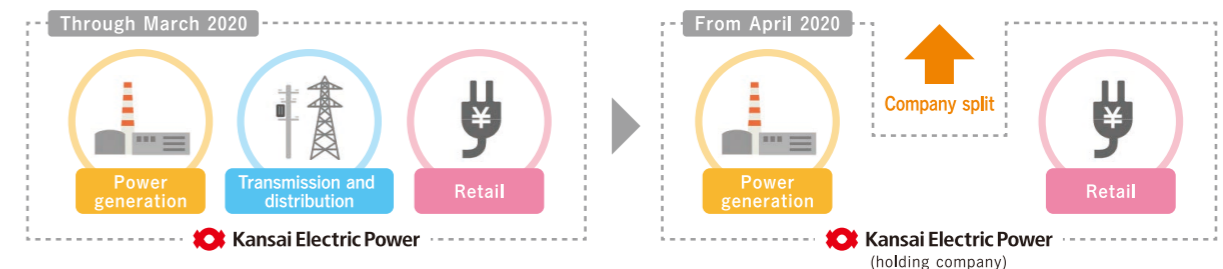 Through March 2020
¥
Power
generation
Transmission and
distribution
Retail
Kansai Electric Power
From April 2020
Company split
¥
Power
generation
Retail
Kansai Electric Power
(holding company)